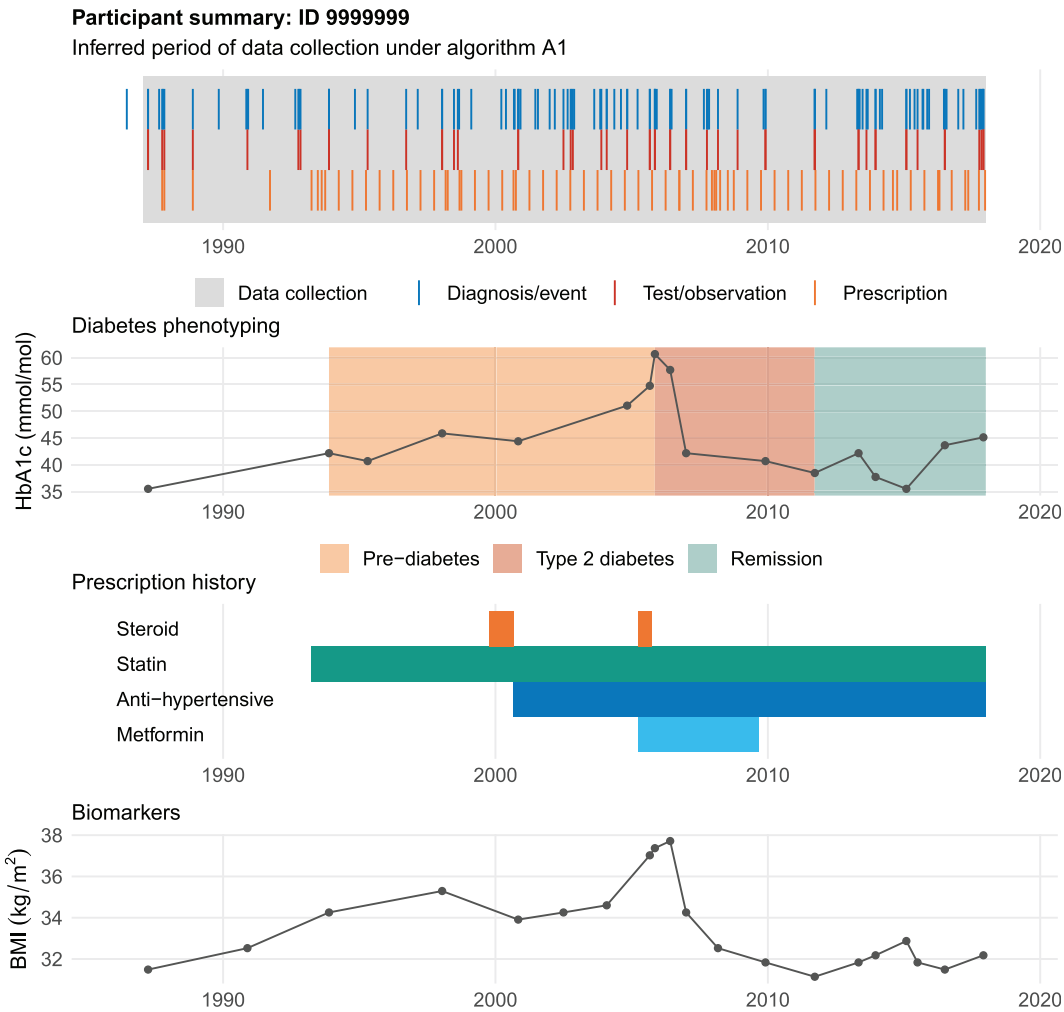 Participant summary: ID 9999999
Inferred period of data collection under algorithm A1
1990 2000 2010 2020
Data collection Diagnosis/event Test/observation Prescription
Diabetes phenotyping
HbA1c (mmol/mol)
60
55
50
45
40
35
1990 2000 2010 2020
Pre−diabetes Type 2 diabetes Remission
Prescription history
Steroid
Statin
Anti−hypertensive
Metformin
1990 2000 2010 2020
Biomarkers
BMI (kg/m²)
38
36
34
32
1990 2000 2010 2020